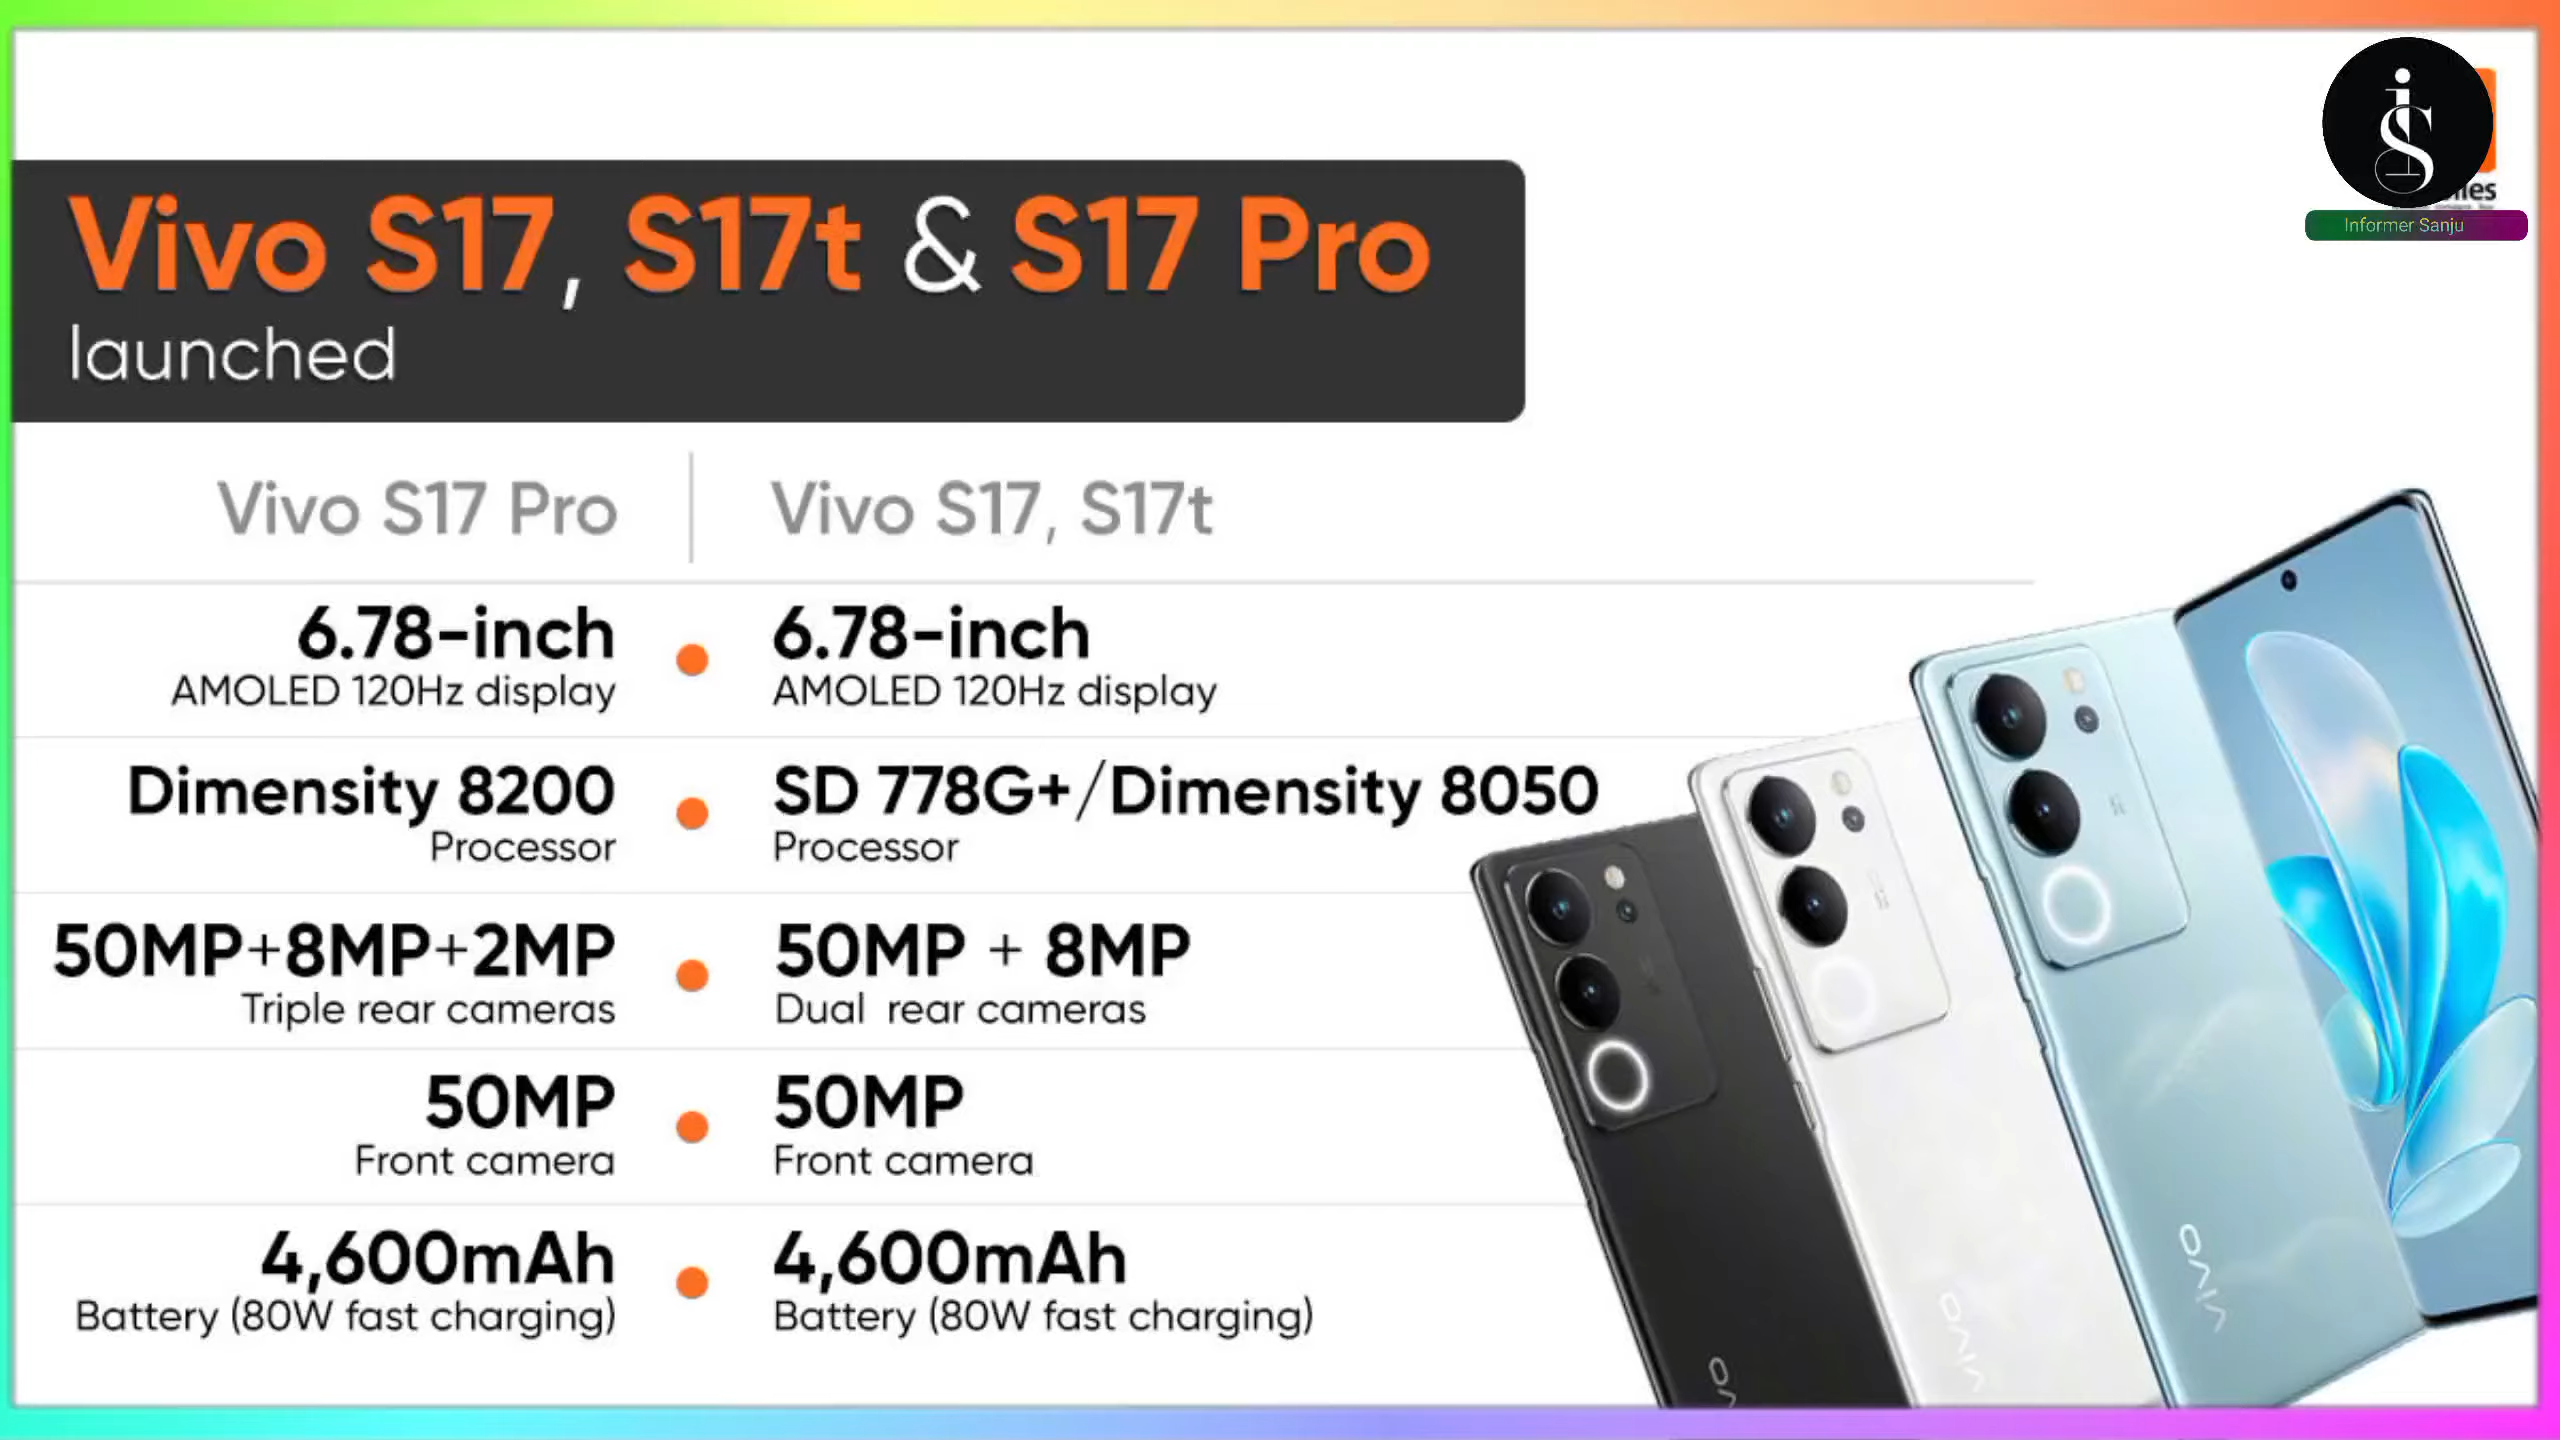 Vivo S17, S17t & S17 Pro
launched
Informer Sanju
Vivo S17 Pro
Vivo S17, S17t
6.78-inch
AMOLED 120Hz display
6.78-inch
AMOLED 120Hz display
Dimensity 8200
Processor
SD 778G+/Dimensity 8050
Processor
50MP+8MP+2MP
Triple rear cameras
50MP + 8MP
Dual rear cameras
50MP
Front camera
50MP
Front camera
4,600mAh
Battery (80W fast charging)
4,600mAh
Battery (80W fast charging)
vivo
vivo